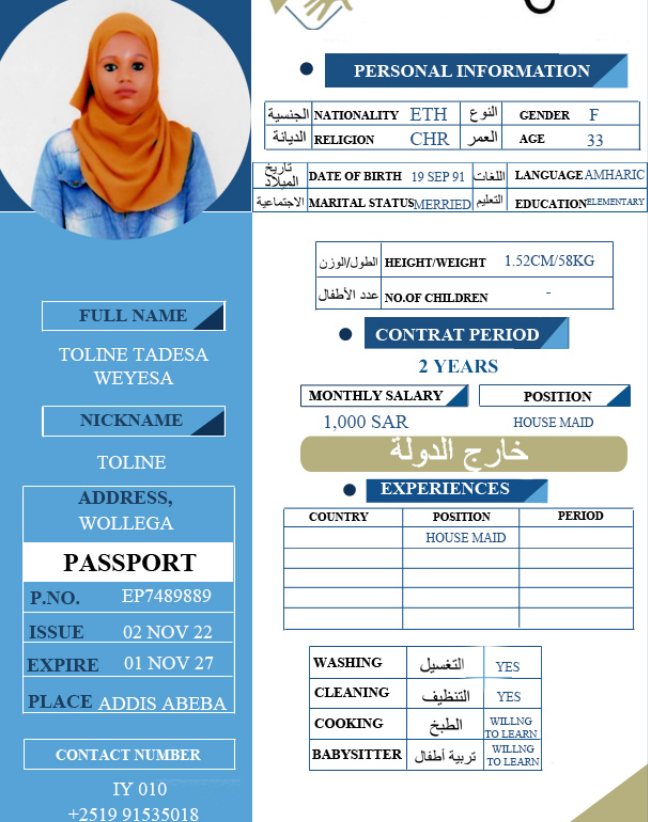 PERSONAL INFORMATION
الجنسية NATIONALITY ETH النوع GENDER F
الديانة RELIGION CHR العمر AGE 33
تاريخ الميلاد DATE OF BIRTH 19 SEP 91 اللغات LANGUAGE AMHARIC
الاجتماعية MARITAL STATUS MERRIED التعليم EDUCATION ELEMENTARY
الطول/الوزن HEIGHT/WEIGHT 1.52CM/58KG
عدد الأطفال NO.OF CHILDREN -
FULL NAME
TOLINE TADESA
WEYESA
NICKNAME
TOLINE
ADDRESS,
WOLLEGA
PASSPORT
P.NO. EP7489889
ISSUE 02 NOV 22
EXPIRE 01 NOV 27
PLACE ADDIS ABEBA
CONTACT NUMBER
IY 010
+2519 91535018
CONTRAT PERIOD
2 YEARS
MONTHLY SALARY POSITION
1,000 SAR HOUSE MAID
خارج الدولة
EXPERIENCES
COUNTRY POSITION PERIOD
HOUSE MAID
WASHING التغسيل YES
CLEANING التنظيف YES
COOKING الطبخ WILLNG TO LEARN
BABYSITTER تربية أطفال WILLNG TO LEARN